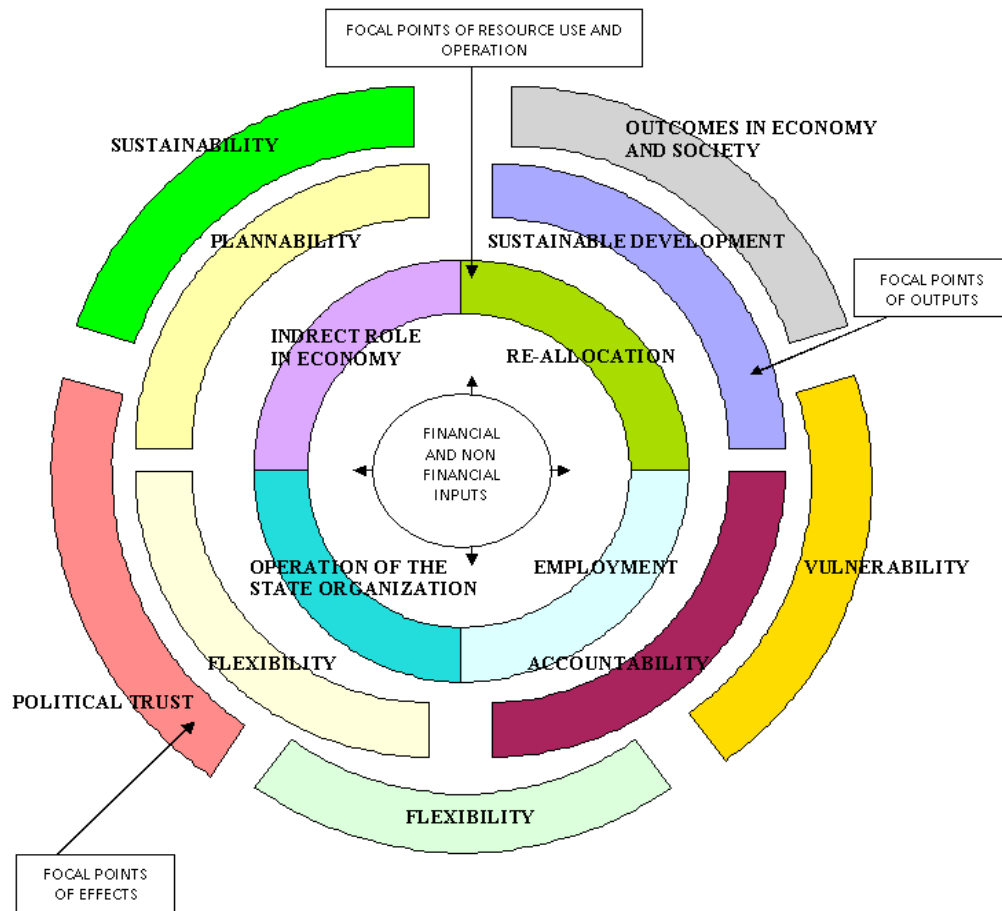 FOCAL POINTS OF RESOURCE USE AND
OPERATION
SUSTAINABILITY
OUTCOMES IN ECONOMY
AND SOCIETY
PLANNABILITY
SUSTAINABLE DEVELOPMENT
FOCAL POINTS
OF OUTPUTS
INDRECT ROLE
IN ECONOMY
RE-ALLOCATION
FINANCIAL
AND NON
FINANCIAL
INPUTS
OPERATION OF THE
STATE ORGANIZATION
EMPLOYMENT
VULNERABILITY
FLEXIBILITY
ACCOUNTABILITY
POLITICAL TRUST
FLEXIBILITY
FOCAL POINTS
OF EFFECTS